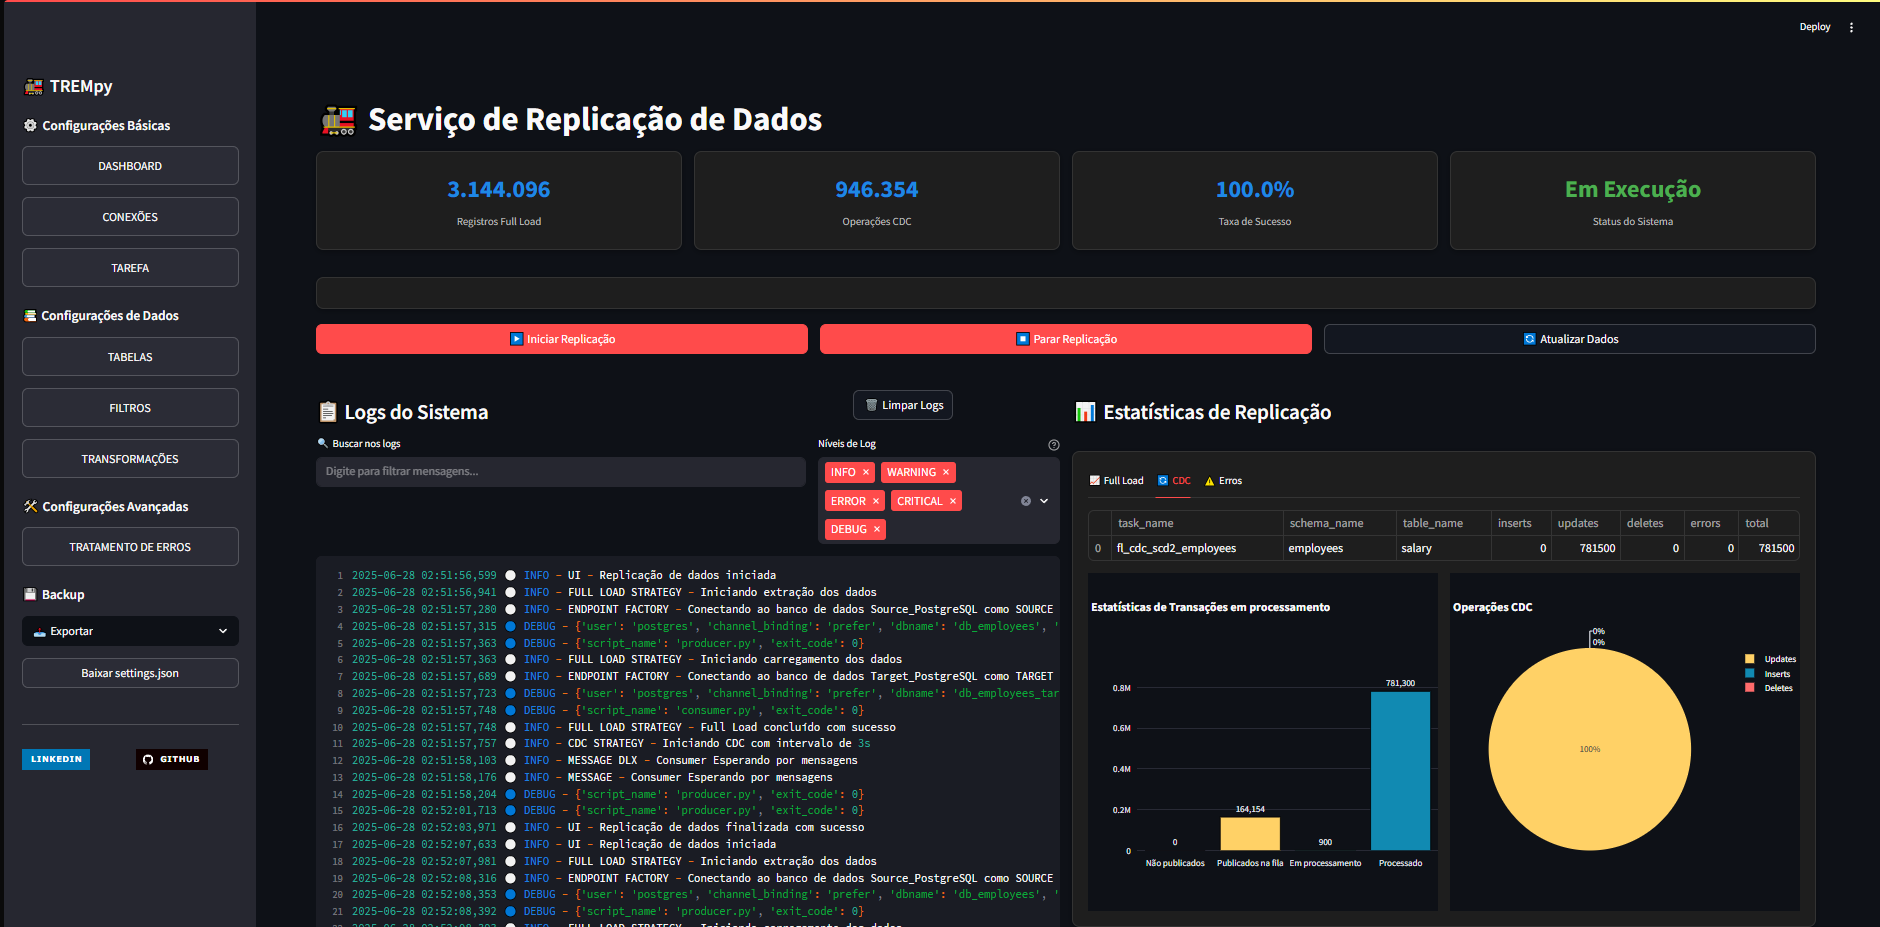 Deploy
TREMpy
Configurações Básicas
DASHBOARD
CONEXÕES
TAREFA
Configurações de Dados
TABELAS
FILTROS
TRANSFORMAÇÕES
Configurações Avançadas
TRATAMENTO DE ERROS
Backup
Exportar
Baixar settings.json
LINKEDIN
GITHUB
Serviço de Replicação de Dados
3.144.096
Registros Full Load
946.354
Operações CDC
100.0%
Taxa de Sucesso
Em Execução
Status do Sistema
Iniciar Replicação
Parar Replicação
Atualizar Dados
Logs do Sistema
Limpar Logs
Buscar nos logs
Digite para filtrar mensagens...
Níveis de Log
INFO × WARNING ×
ERROR × CRITICAL ×
DEBUG ×
1 2025-06-28 02:51:56,599 INFO - UI - Replicação de dados iniciada
2 2025-06-28 02:51:56,941 INFO - FULL LOAD STRATEGY - Iniciando extração dos dados
3 2025-06-28 02:51:57,280 INFO - ENDPOINT FACTORY - Conectando ao banco de dados Source_PostgreSQL como SOURCE
4 2025-06-28 02:51:57,315 DEBUG - {'user': 'postgres', 'channel_binding': 'prefer', 'dbname': 'db_employees', '
5 2025-06-28 02:51:57,363 DEBUG - {'script_name': 'producer.py', 'exit_code': 0}
6 2025-06-28 02:51:57,363 INFO - FULL LOAD STRATEGY - Iniciando carregamento dos dados
7 2025-06-28 02:51:57,689 INFO - ENDPOINT FACTORY - Conectando ao banco de dados Target_PostgreSQL como TARGET
8 2025-06-28 02:51:57,723 DEBUG - {'user': 'postgres', 'channel_binding': 'prefer', 'dbname': 'db_employees_tar
9 2025-06-28 02:51:57,748 DEBUG - {'script_name': 'consumer.py', 'exit_code': 0}
10 2025-06-28 02:51:57,748 INFO - FULL LOAD STRATEGY - Full Load concluído com sucesso
11 2025-06-28 02:51:57,757 INFO - CDC STRATEGY - Iniciando CDC com intervalo de 3s
12 2025-06-28 02:51:58,103 INFO - MESSAGE DLX - Consumer Esperando por mensagens
13 2025-06-28 02:51:58,176 INFO - MESSAGE - Consumer Esperando por mensagens
14 2025-06-28 02:51:58,204 DEBUG - {'script_name': 'producer.py', 'exit_code': 0}
15 2025-06-28 02:52:01,713 DEBUG - {'script_name': 'producer.py', 'exit_code': 0}
16 2025-06-28 02:52:03,971 INFO - UI - Replicação de dados finalizada com sucesso
17 2025-06-28 02:52:07,633 INFO - UI - Replicação de dados iniciada
18 2025-06-28 02:52:07,981 INFO - FULL LOAD STRATEGY - Iniciando extração dos dados
19 2025-06-28 02:52:08,316 INFO - ENDPOINT FACTORY - Conectando ao banco de dados Source_PostgreSQL como SOURCE
20 2025-06-28 02:52:08,353 DEBUG - {'user': 'postgres', 'channel_binding': 'prefer', 'dbname': 'db_employees', '
21 2025-06-28 02:52:08,392 DEBUG - {'script_name': 'producer.py', 'exit_code': 0}
Estatísticas de Replicação
Full Load CDC Erros
task_name schema_name table_name inserts updates deletes errors total
0 fl_cdc_scd2_employees employees salary 0 781500 0 0 781500
Estatísticas de Transações em processamento
0.8M
0.6M
0.4M
0.2M
0
0
164,154
900
781,300
Não publicados Publicados na fila Em processamento Processado
Operações CDC
0%
0%
100%
Updates
Inserts
Deletes